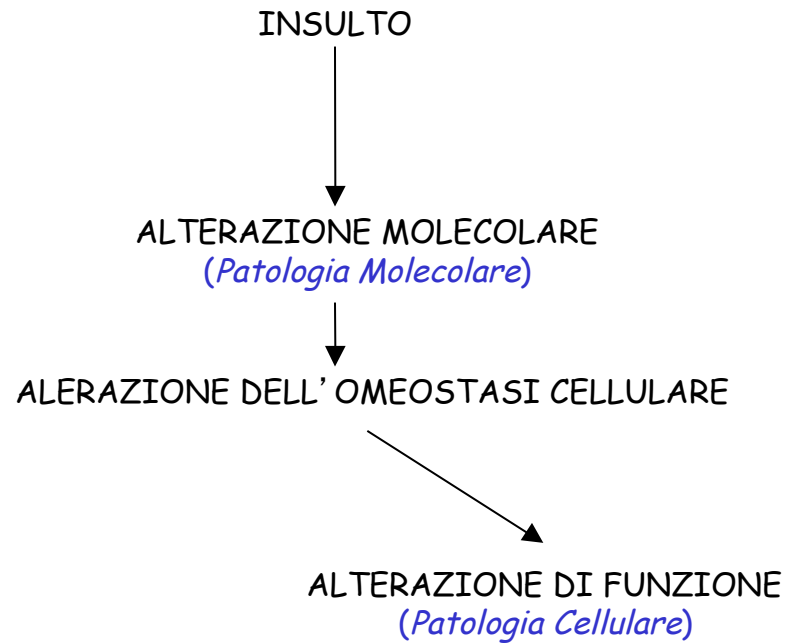 INSULTO
ALTERAZIONE MOLECOLARE
(Patologia Molecolare)
ALERAZIONE DELL' OMEOSTASI CELLULARE
ALTERAZIONE DI FUNZIONE
(Patologia Cellulare)